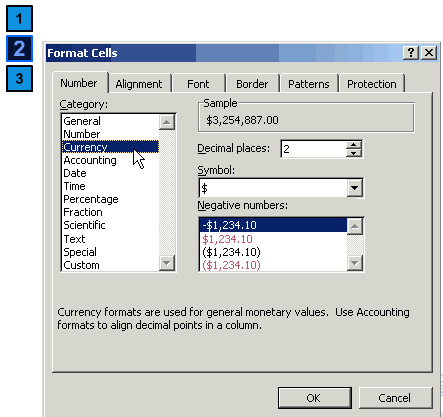 1
2
3
Format Cells
Number Alignment Font Border Patterns Protection
Category:
General
Number
Currency
Accounting
Date
Time
Percentage
Fraction
Scientific
Text
Special
Custom
Sample
$3,254,887.00
Decimal places: 2
Symbol:
$
Negative numbers:
-$1,234.10
$1,234.10
($1,234.10)
($1,234.10)
Currency formats are used for general monetary values.  Use Accounting
formats to align decimal points in a column.
OK Cancel